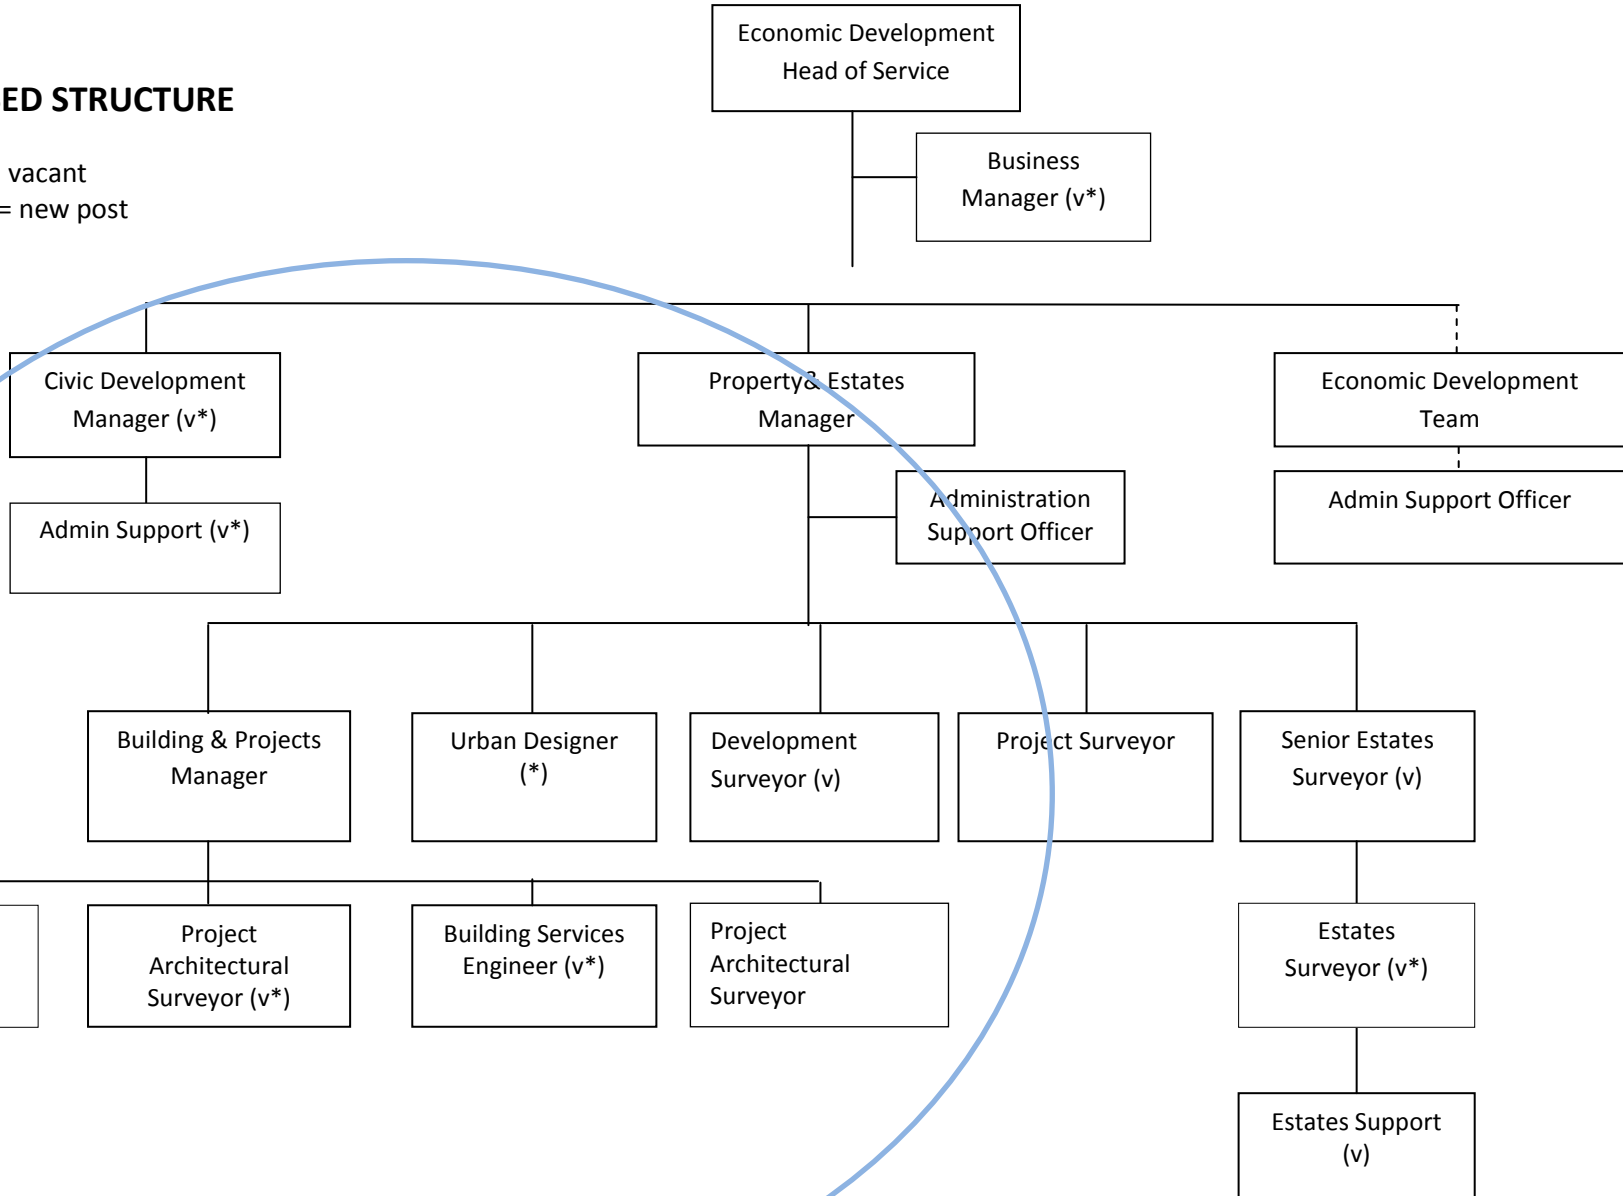 Economic Development
Head of Service
ED STRUCTURE
vacant
= new post
Business
Manager (v*)
Civic Development
Manager (v*)
Property& Estates
Manager
Economic Development
Team
Admin Support (v*)
Administration
Support Officer
Admin Support Officer
Building & Projects
Manager
Urban Designer
(*)
Development
Surveyor (v)
Project Surveyor
Senior Estates
Surveyor (v)
Project
Architectural
Surveyor (v*)
Building Services
Engineer (v*)
Project
Architectural
Surveyor
Estates
Surveyor (v*)
Estates Support
(v)